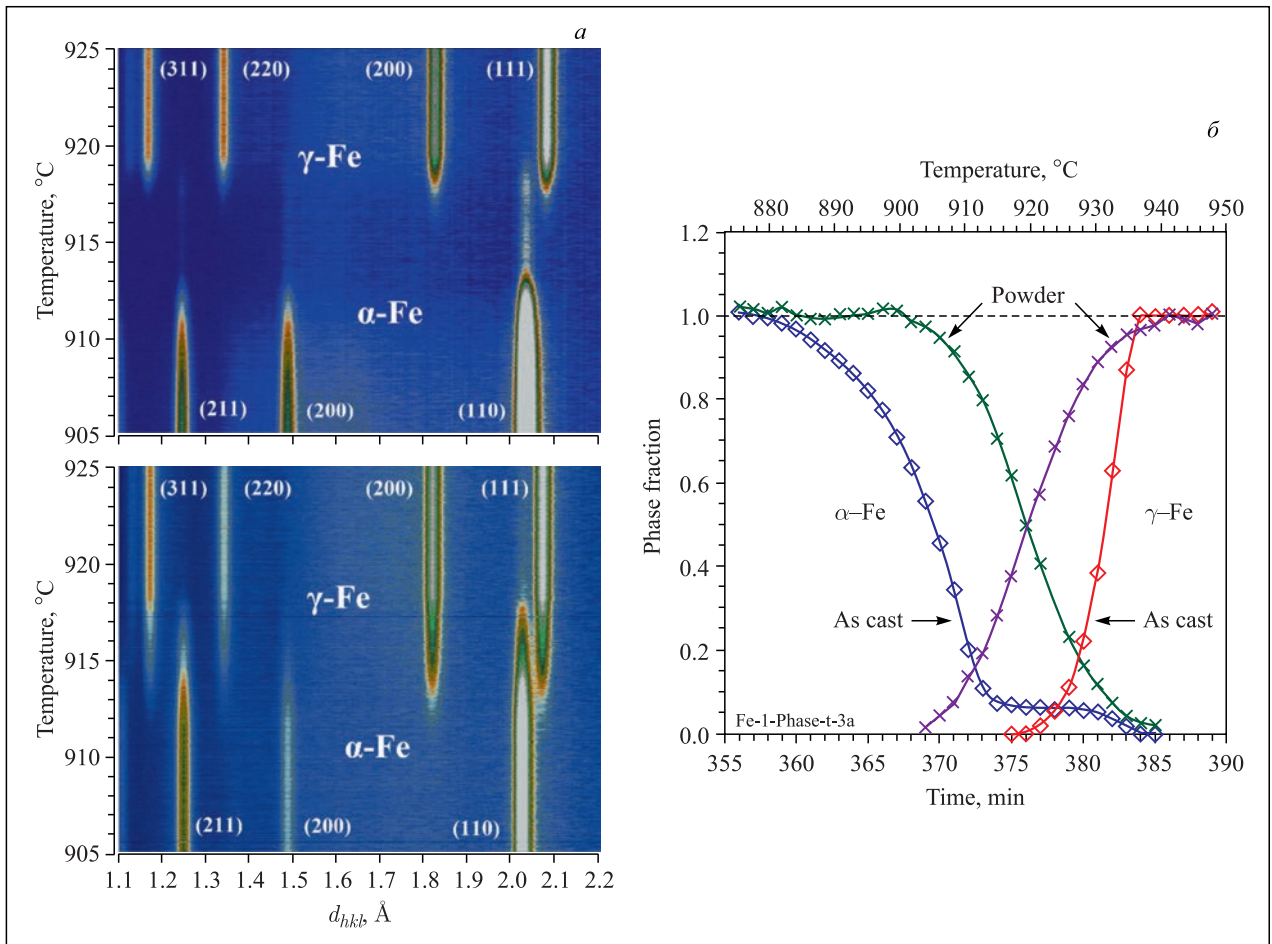 a
925
920
915
910
905
Temperature, °C
(311) (220) (200) (111)
γ-Fe
α-Fe
(211) (200) (110)
925
920
915
910
905
Temperature, °C
(311) (220) (200) (111)
γ-Fe
α-Fe
(211) (200) (110)
1.1 1.2 1.3 1.4 1.5 1.6 1.7 1.8 1.9 2.0 2.1 2.2
dhkl, Å
б
Temperature, °C
880 890 900 910 920 930 940 950
1.2
1.0
0.8
0.6
0.4
0.2
0.0
Phase fraction
Powder
α–Fe
γ–Fe
As cast
As cast
Fe-1-Phase-t-3a
355 360 365 370 375 380 385 390
Time, min